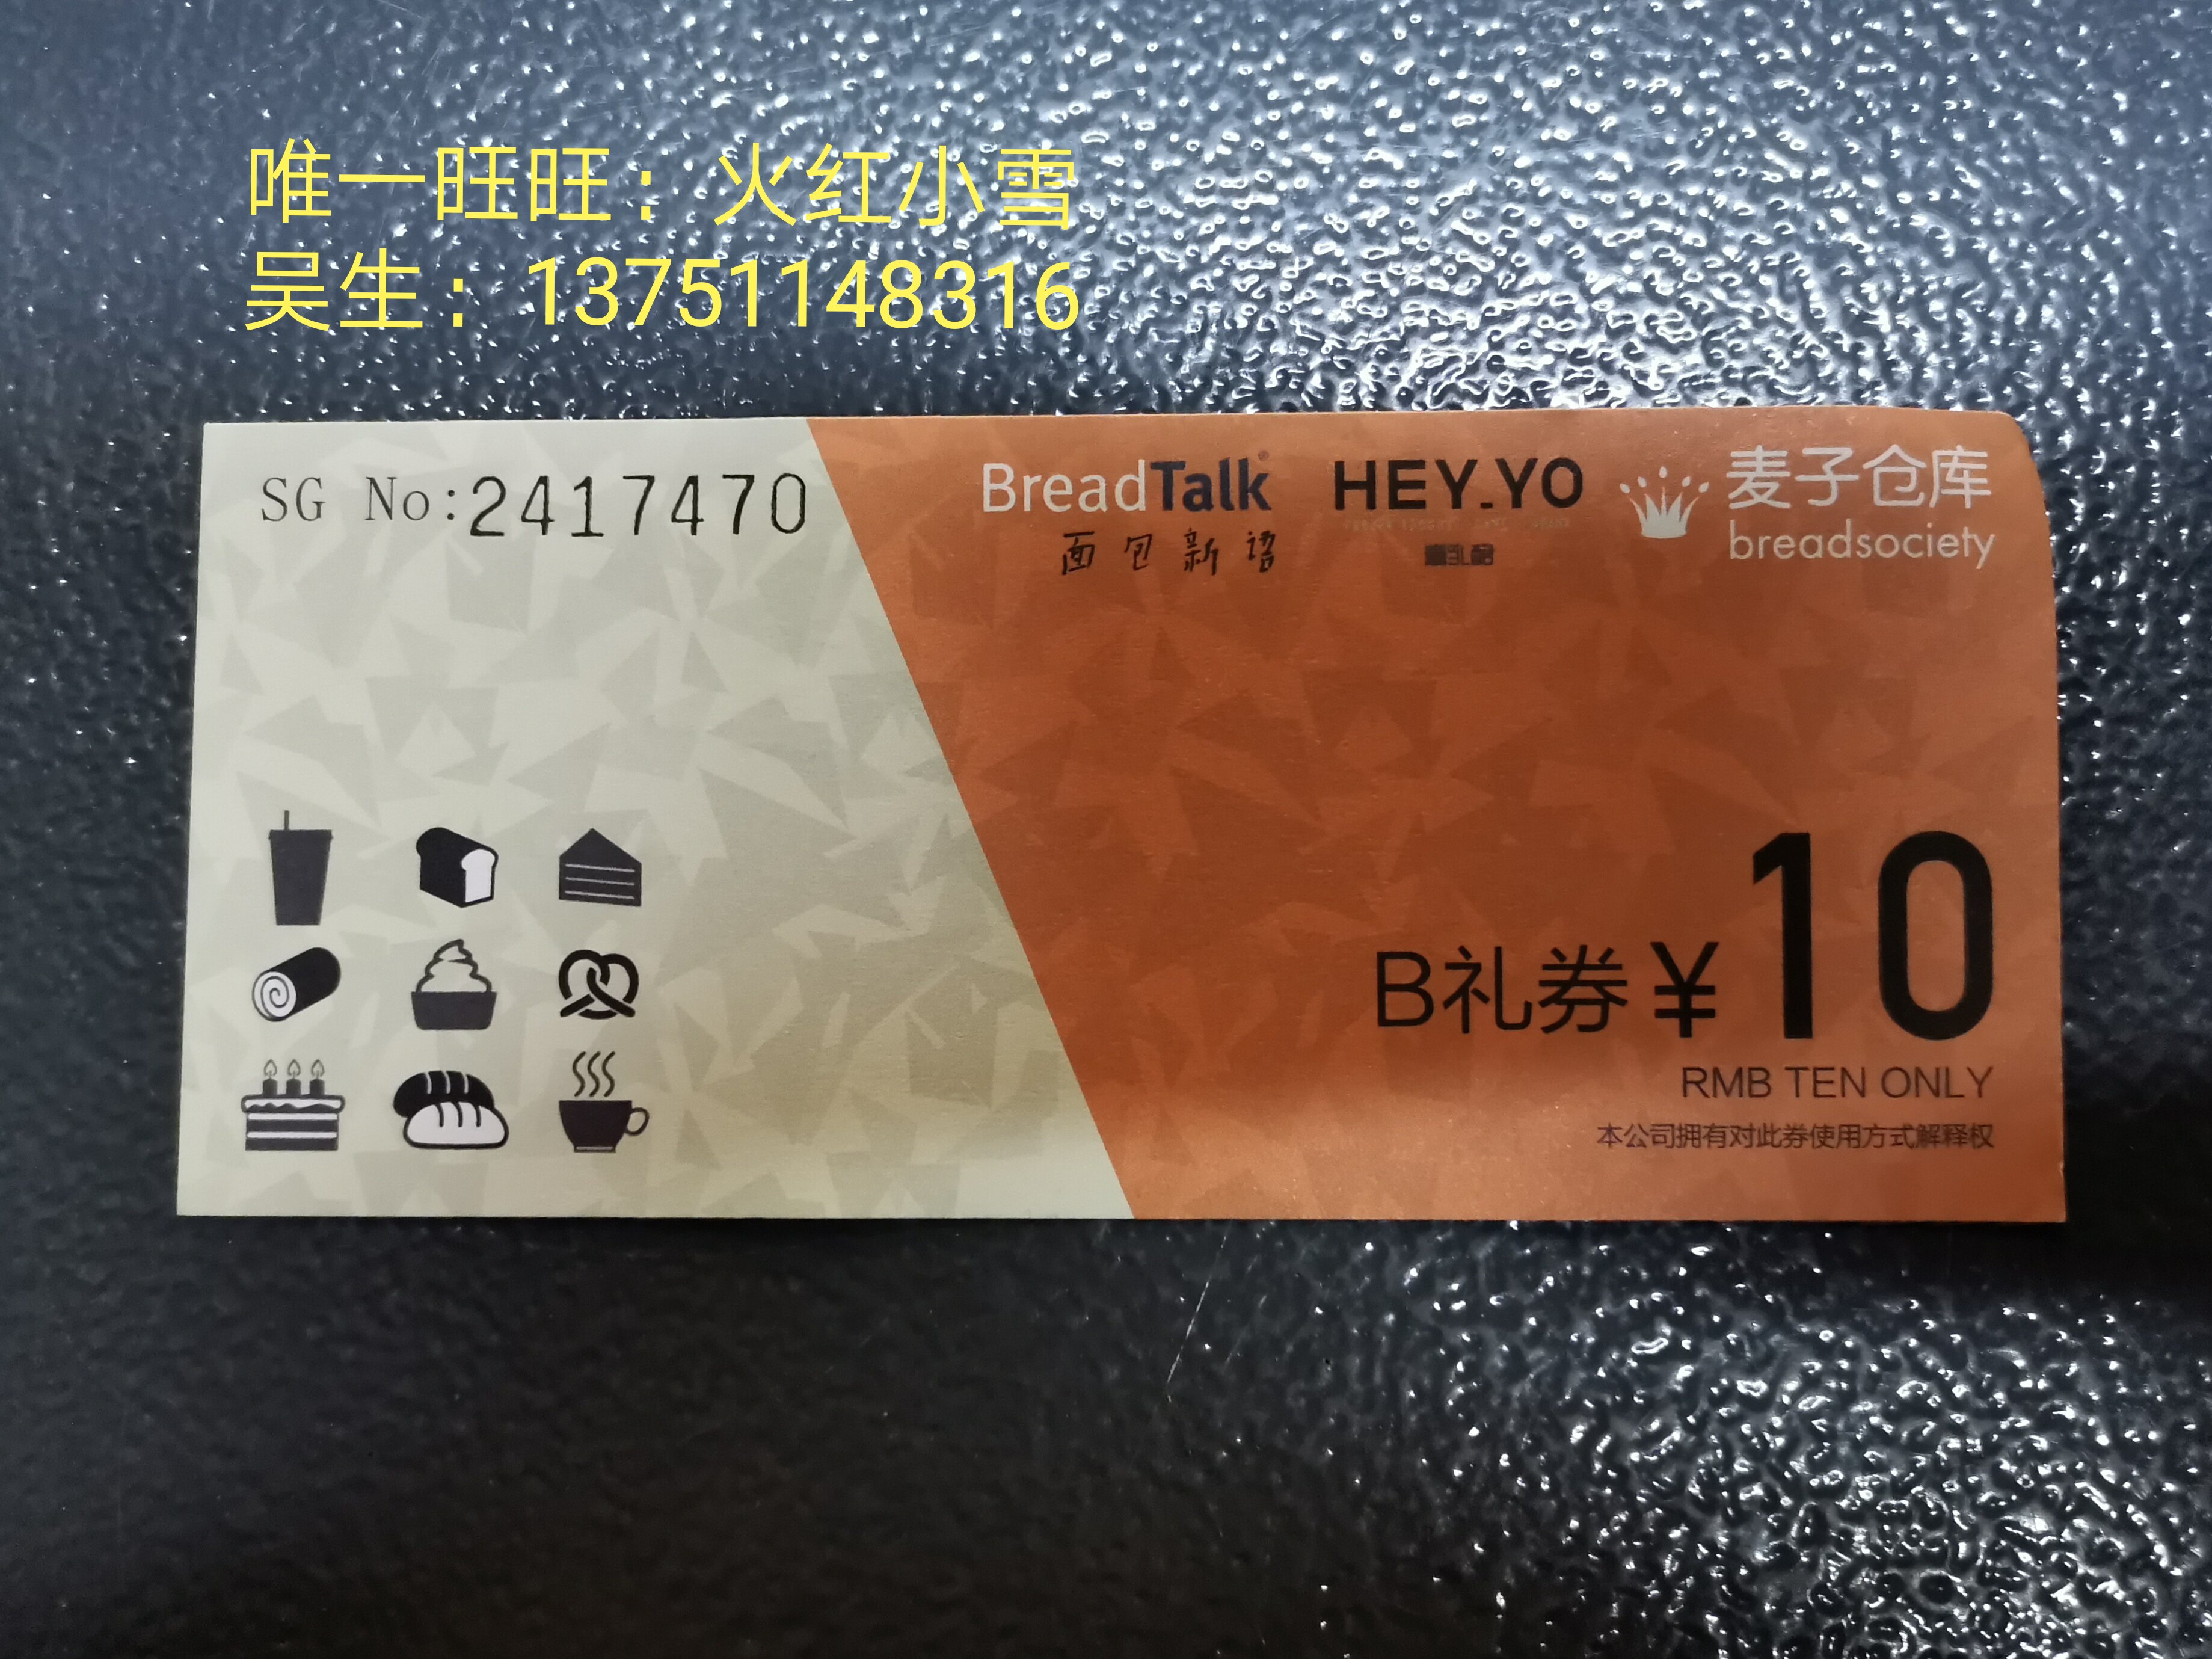 唯一旺旺：火红小雪
吴生：13751148316
SG No:2417470
BreadTalk®
面包新语
HEY-YO
麦子仓库
breadsociety
B礼券¥10
RMB TEN ONLY
本公司拥有对此券使用方式解释权